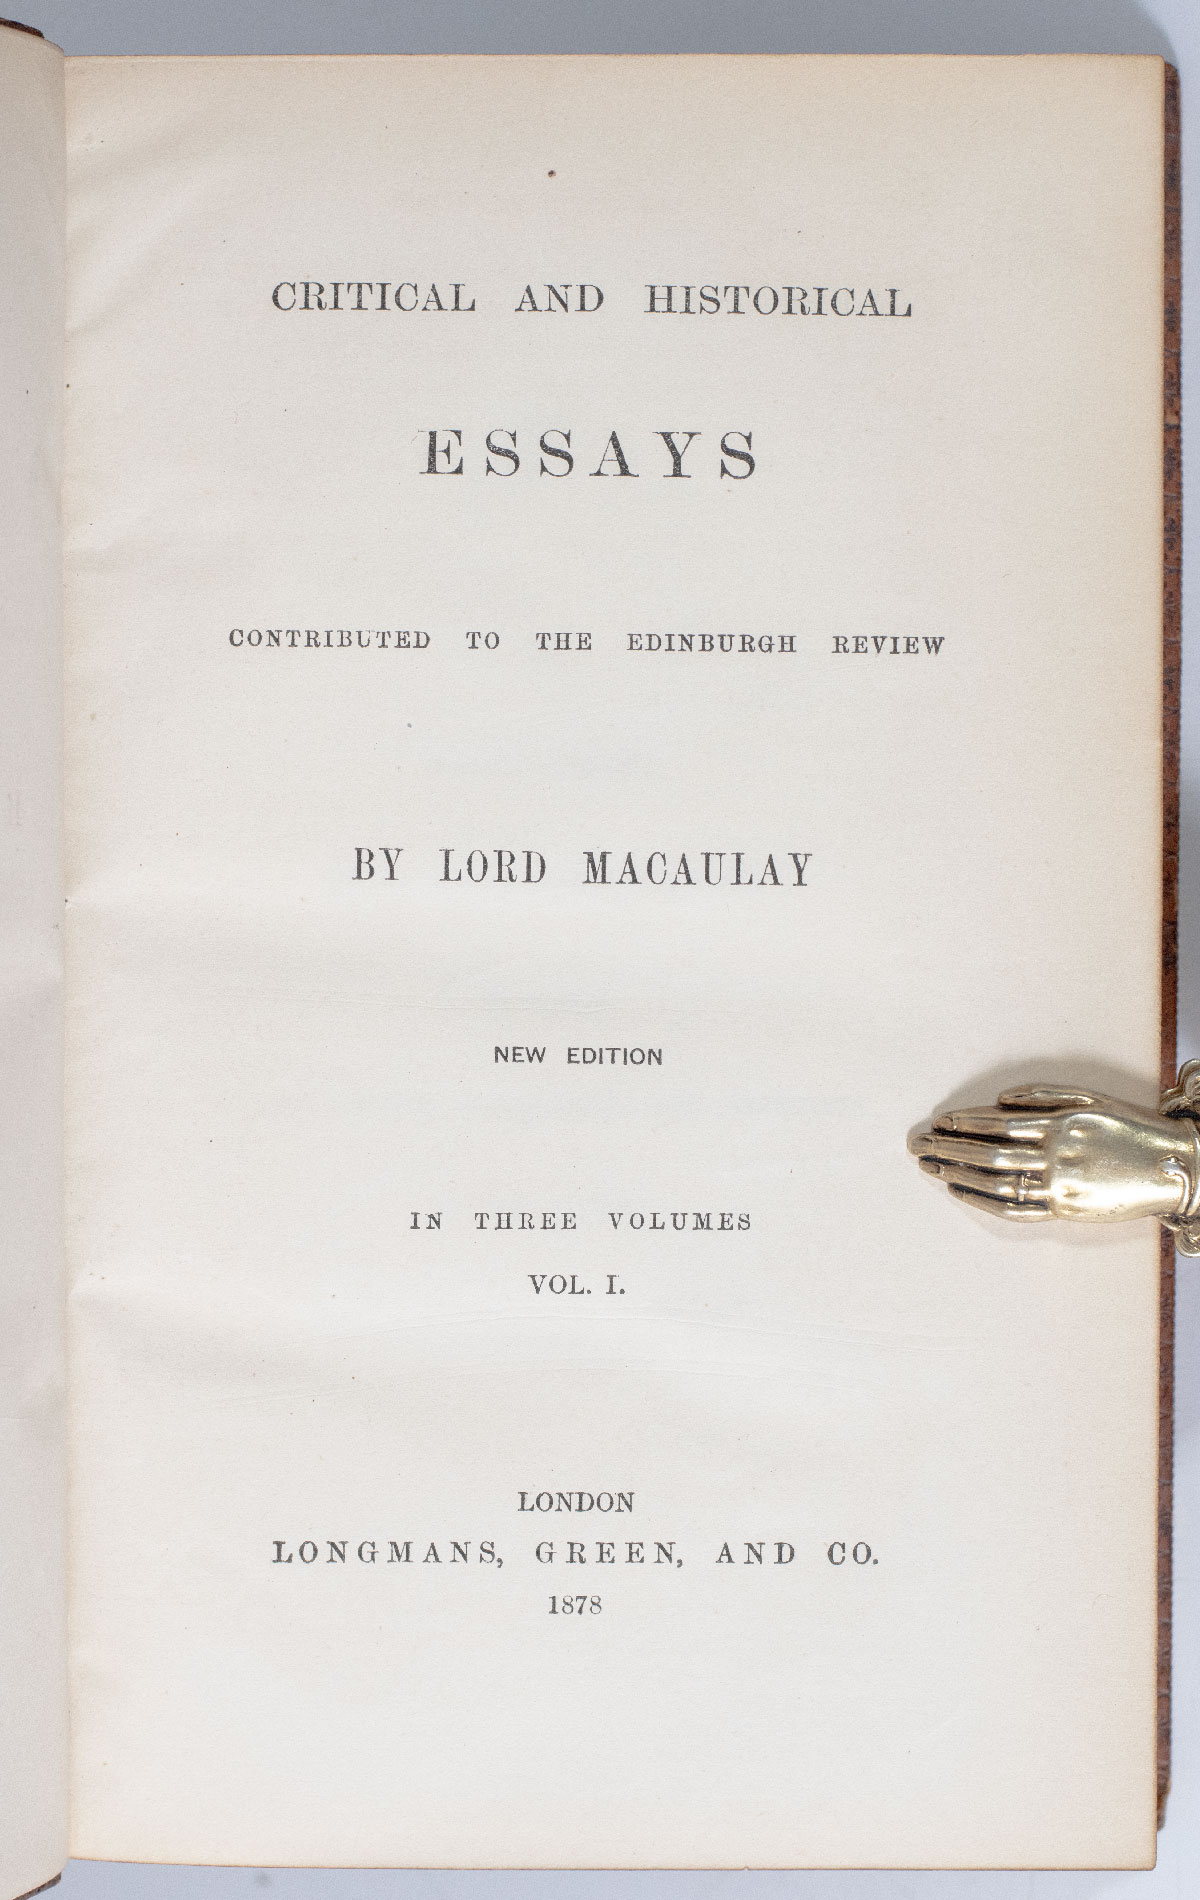 CRITICAL AND HISTORICAL
ESSAYS
CONTRIBUTED TO THE EDINBURGH REVIEW
BY LORD MACAULAY
NEW EDITION
IN THREE VOLUMES
VOL. I.
LONDON
LONGMANS, GREEN, AND CO.
1878